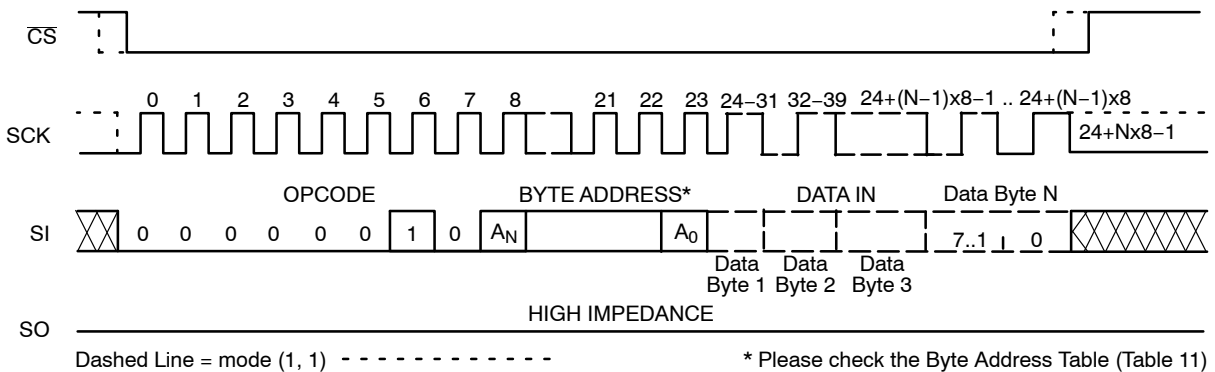 CS
0 1 2 3 4 5 6 7 8 21 22 23 24−31 32−39 24+(N−1)x8−1 .. 24+(N−1)x8
SCK
24+Nx8−1
OPCODE BYTE ADDRESS* DATA IN Data Byte N
SI 0 0 0 0 0 0 1 0 AN A0 7..1 0
Data Byte 1 Data Byte 2 Data Byte 3
HIGH IMPEDANCE
SO
Dashed Line = mode (1, 1) * Please check the Byte Address Table (Table 11)